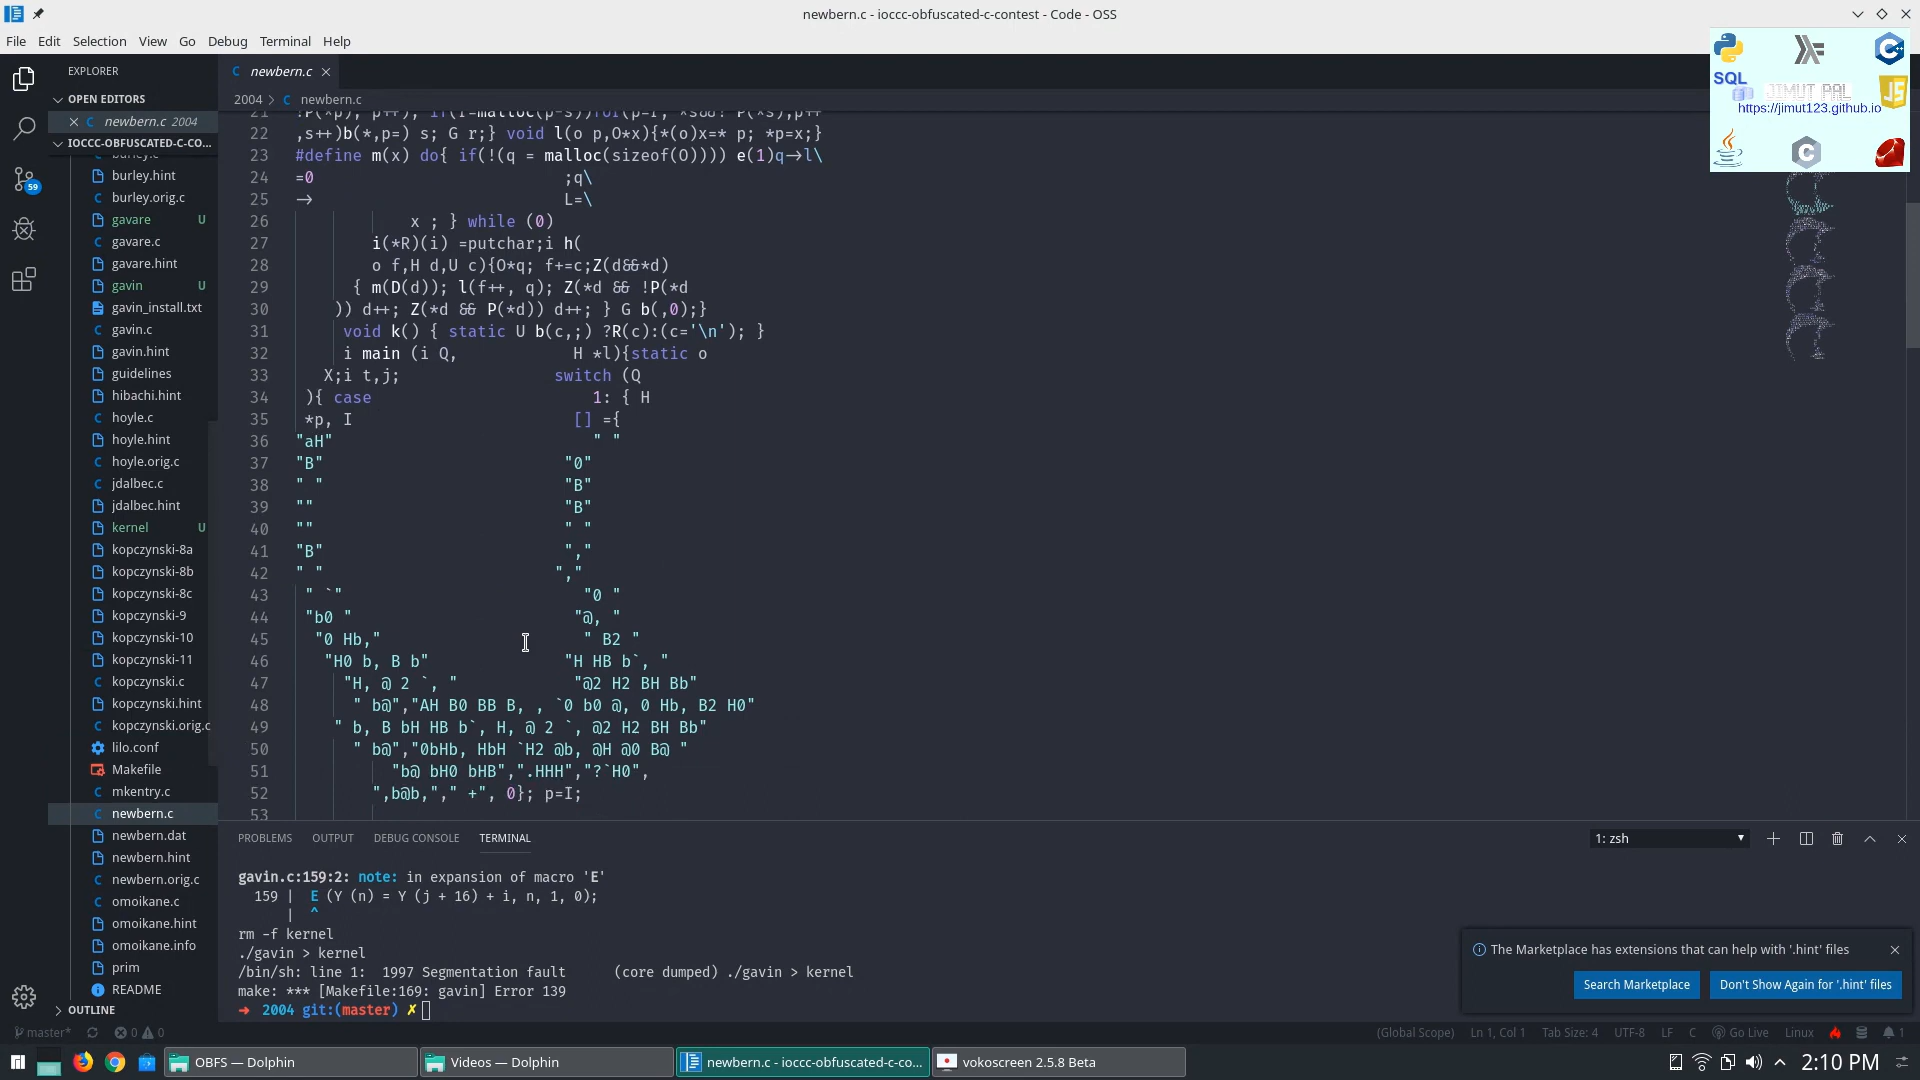 newbern.c - ioccc-obfuscated-c-contest - Code - OSS
File Edit Selection View Go Debug Terminal Help
EXPLORER
OPEN EDITORS
newbern.c 2004
IOCCC-OBFUSCATED-C-CO...
burley.c
burley.hint
burley.orig.c
gavare U
gavare.c
gavare.hint
gavin U
gavin_install.txt
gavin.c
gavin.hint
guidelines
hibachi.hint
hoyle.c
hoyle.hint
hoyle.orig.c
jdalbec.c
jdalbec.hint
kernel U
kopczynski-8a
kopczynski-8b
kopczynski-8c
kopczynski-9
kopczynski-10
kopczynski-11
kopczynski.c
kopczynski.hint
kopczynski.orig.c
lilo.conf
Makefile
mkentry.c
newbern.c
newbern.dat
newbern.hint
newbern.orig.c
omoikane.c
omoikane.hint
omoikane.info
prim
README
OUTLINE
59
newbern.c
2004 > newbern.c
21 !P(*p); p++); if(r=malloc(p-s))for(p=r; *s&&! P(*s);p++
22 ,s++)b(*,p=) s; G r;} void l(o p,O*x){*(o)x=* p; *p=x;}
23 #define m(x) do{ if(!(q = malloc(sizeof(O)))) e(1)q->l\
24 =0 ;q\
25 -> L=\
26 x ; } while (0)
27 i(*R)(i) =putchar;i h(
28 o f,H d,U c){O*q; f+=c;Z(d&&*d)
29 { m(D(d)); l(f++, q); Z(*d && !P(*d
30 )) d++; Z(*d && P(*d)) d++; } G b(,0);}
31 void k() { static U b(c,;) ?R(c):(c='\n'); }
32 i main (i Q, H *l){static o
33 X;i t,j; switch (Q
34 ){ case 1: { H
35 *p, I [] ={
36 "aH" " "
37 "B" "0"
38 " " "B"
39 "" "B"
40 "" " "
41 "B" ","
42 " " ","
43 " `" "0 "
44 "b0 " "@, "
45 "0 Hb," " B2 "
46 "H0 b, B b" "H HB b`, "
47 "H, @ 2 `, " "@2 H2 BH Bb"
48 " b@","AH B0 BB B, , `0 b0 @, 0 Hb, B2 H0"
49 " b, B bH HB b`, H, @ 2 `, @2 H2 BH Bb"
50 " b@","0bHb, HbH `H2 @b, @H @0 B@ "
51 "b@ bH0 bHB",".HHH","?`H0",
52 ",b@b,"," +", 0}; p=I;
53
SQL
JIMUT PAL
https://jimut123.github.io
JS
Java
PROBLEMS OUTPUT DEBUG CONSOLE TERMINAL
1: zsh
gavin.c:159:2: note: in expansion of macro 'E'
159 | E (Y (n) = Y (j + 16) + i, n, 1, 0);
| ^
rm -f kernel
./gavin > kernel
/bin/sh: line 1: 1997 Segmentation fault (core dumped) ./gavin > kernel
make: *** [Makefile:169: gavin] Error 139
➜ 2004 git:(master) ✗
The Marketplace has extensions that can help with '.hint' files
Search Marketplace
Don't Show Again for '.hint' files
master* 0 0
(Global Scope) Ln 1, Col 1 Tab Size: 4 UTF-8 LF C Go Live Linux 1
OBFS — Dolphin
Videos — Dolphin
newbern.c - ioccc-obfuscated-c-co...
vokoscreen 2.5.8 Beta
2:10 PM